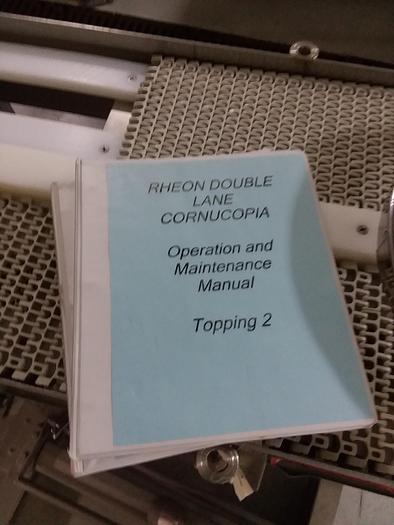 RHEON DOUBLE
LANE
CORNUCOPIA
Operation and
Maintenance
Manual
Topping 2